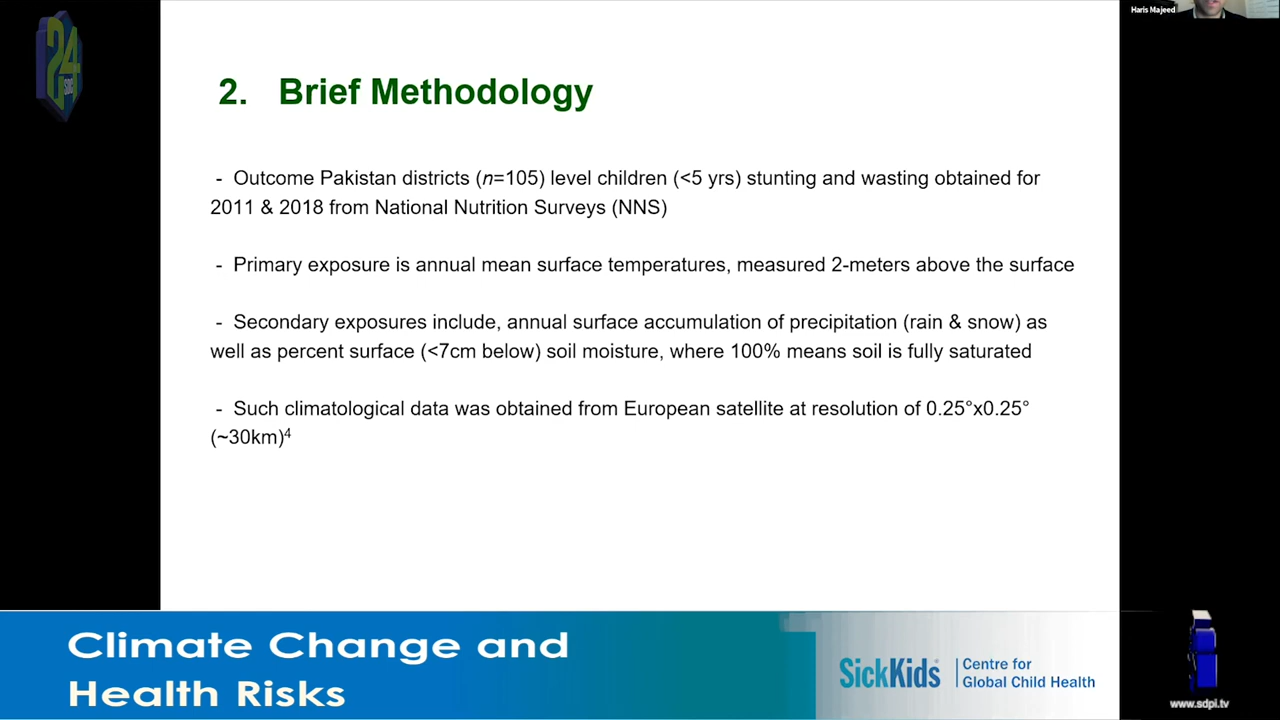 Haris Majeed
24
SDC
2. Brief Methodology
- Outcome Pakistan districts (n=105) level children (<5 yrs) stunting and wasting obtained for
2011 & 2018 from National Nutrition Surveys (NNS)
- Primary exposure is annual mean surface temperatures, measured 2-meters above the surface
- Secondary exposures include, annual surface accumulation of precipitation (rain & snow) as
well as percent surface (<7cm below) soil moisture, where 100% means soil is fully saturated
- Such climatological data was obtained from European satellite at resolution of 0.25°x0.25°
(~30km)⁴
Climate Change and
Health Risks
SickKids®
Centre for
Global Child Health
www.sdpi.tv